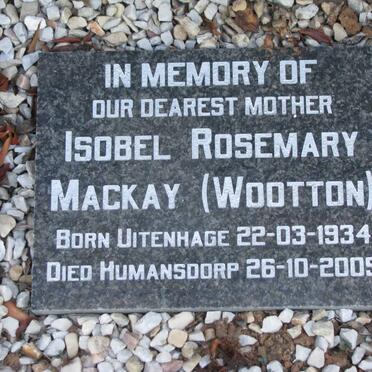 IN MEMORY OF
OUR DEAREST MOTHER
ISOBEL ROSEMARY
MACKAY (WOOTTON)
BORN UITENHAGE 22-03-1934
DIED HUMANSDORP 26-10-2005